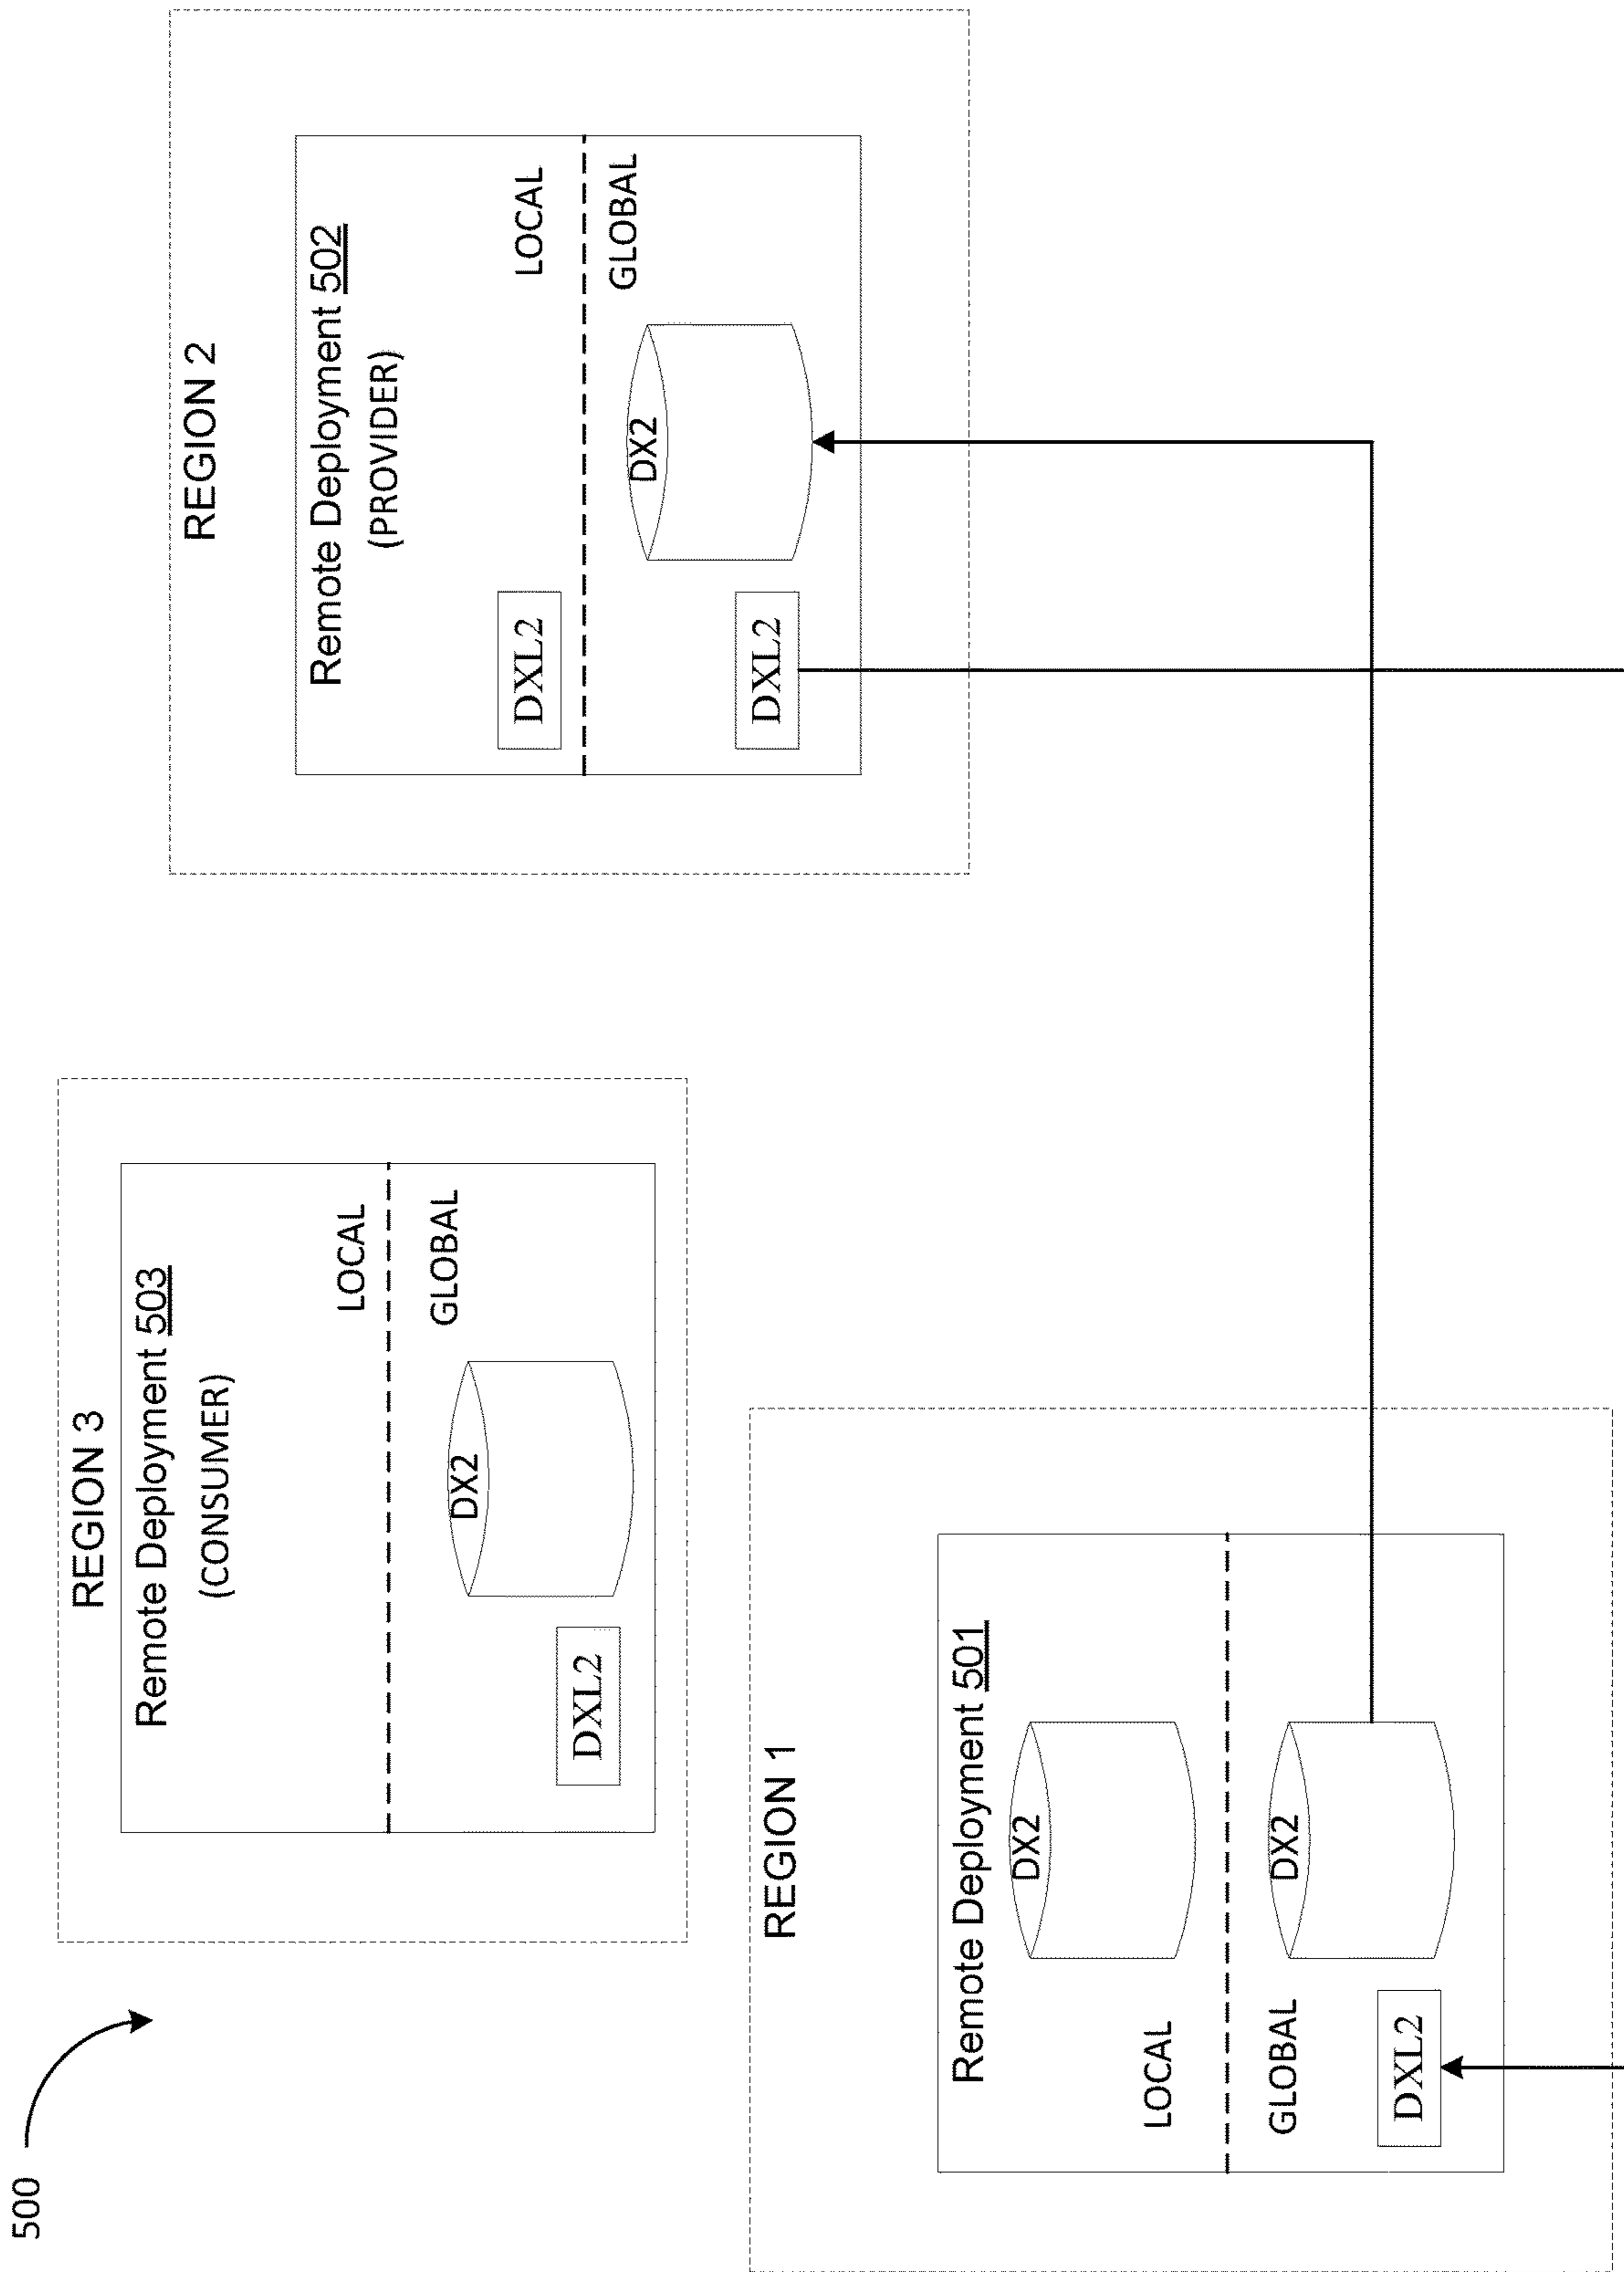 500
REGION 3
Remote Deployment 503
(CONSUMER)
LOCAL
GLOBAL
DX2
DXL2
REGION 2
Remote Deployment 502
(PROVIDER)
DXL2
LOCAL
GLOBAL
DX2
DXL2
REGION 1
Remote Deployment 501
DX2
LOCAL
GLOBAL
DX2
DXL2